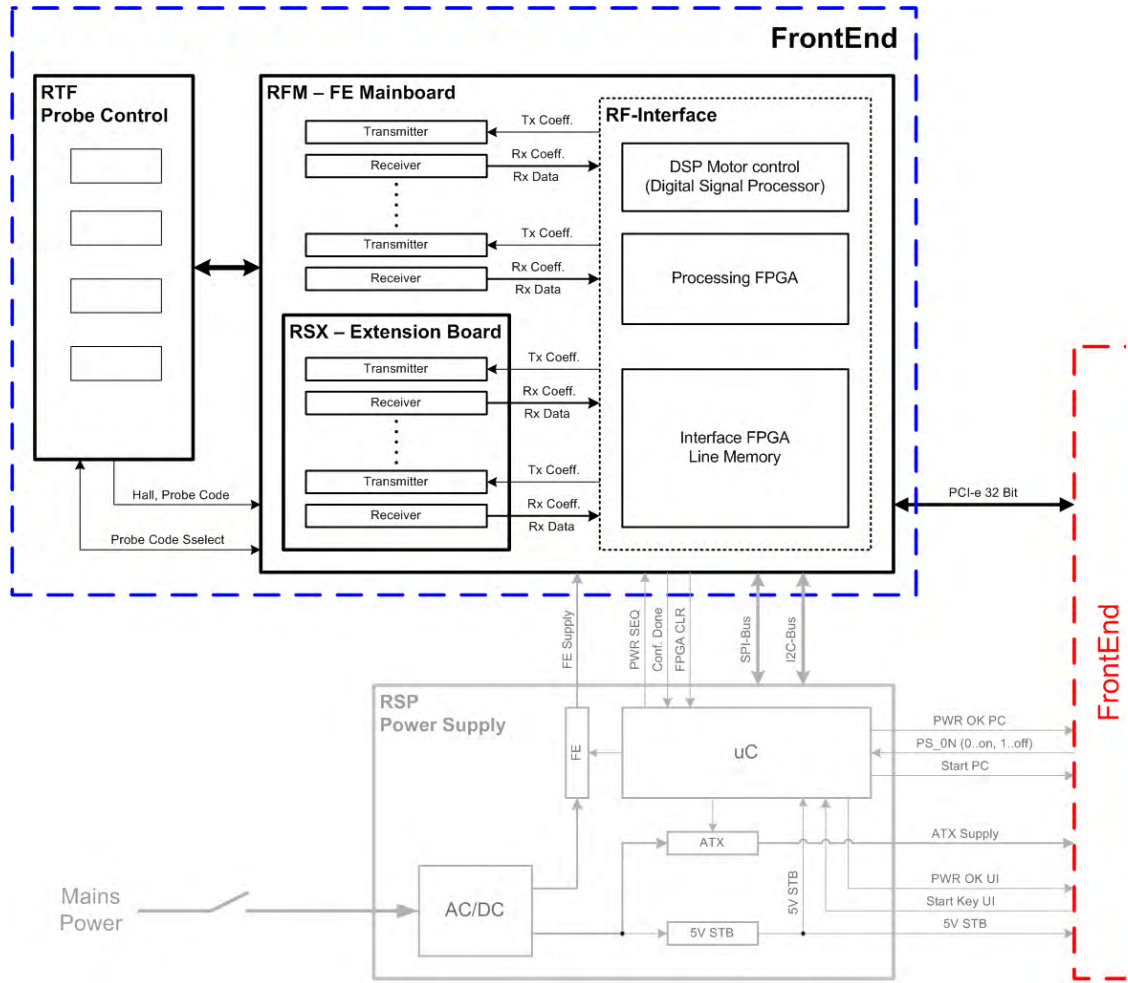 FrontEnd
RTF
Probe Control
RFM – FE Mainboard
RF-Interface
Transmitter
Tx Coeff.
Receiver
Rx Coeff.
Rx Data
DSP Motor control
(Digital Signal Processor)
Transmitter
Tx Coeff.
Receiver
Rx Coeff.
Rx Data
Processing FPGA
RSX – Extension Board
Transmitter
Tx Coeff.
Receiver
Rx Coeff.
Rx Data
Interface FPGA
Line Memory
Transmitter
Tx Coeff.
Receiver
Rx Coeff.
Rx Data
Hall, Probe Code
Probe Code Sselect
PCI-e 32 Bit
FE Supply
PWR SEQ
Conf. Done
FPGA CLR
SPI-Bus
I2C-Bus
FrontEnd
RSP
Power Supply
FE
uC
PWR OK PC
PS_0N (0..on, 1..off)
Start PC
ATX
ATX Supply
Mains
Power
AC/DC
5V STB
5V STB
PWR OK UI
Start Key UI
5V STB